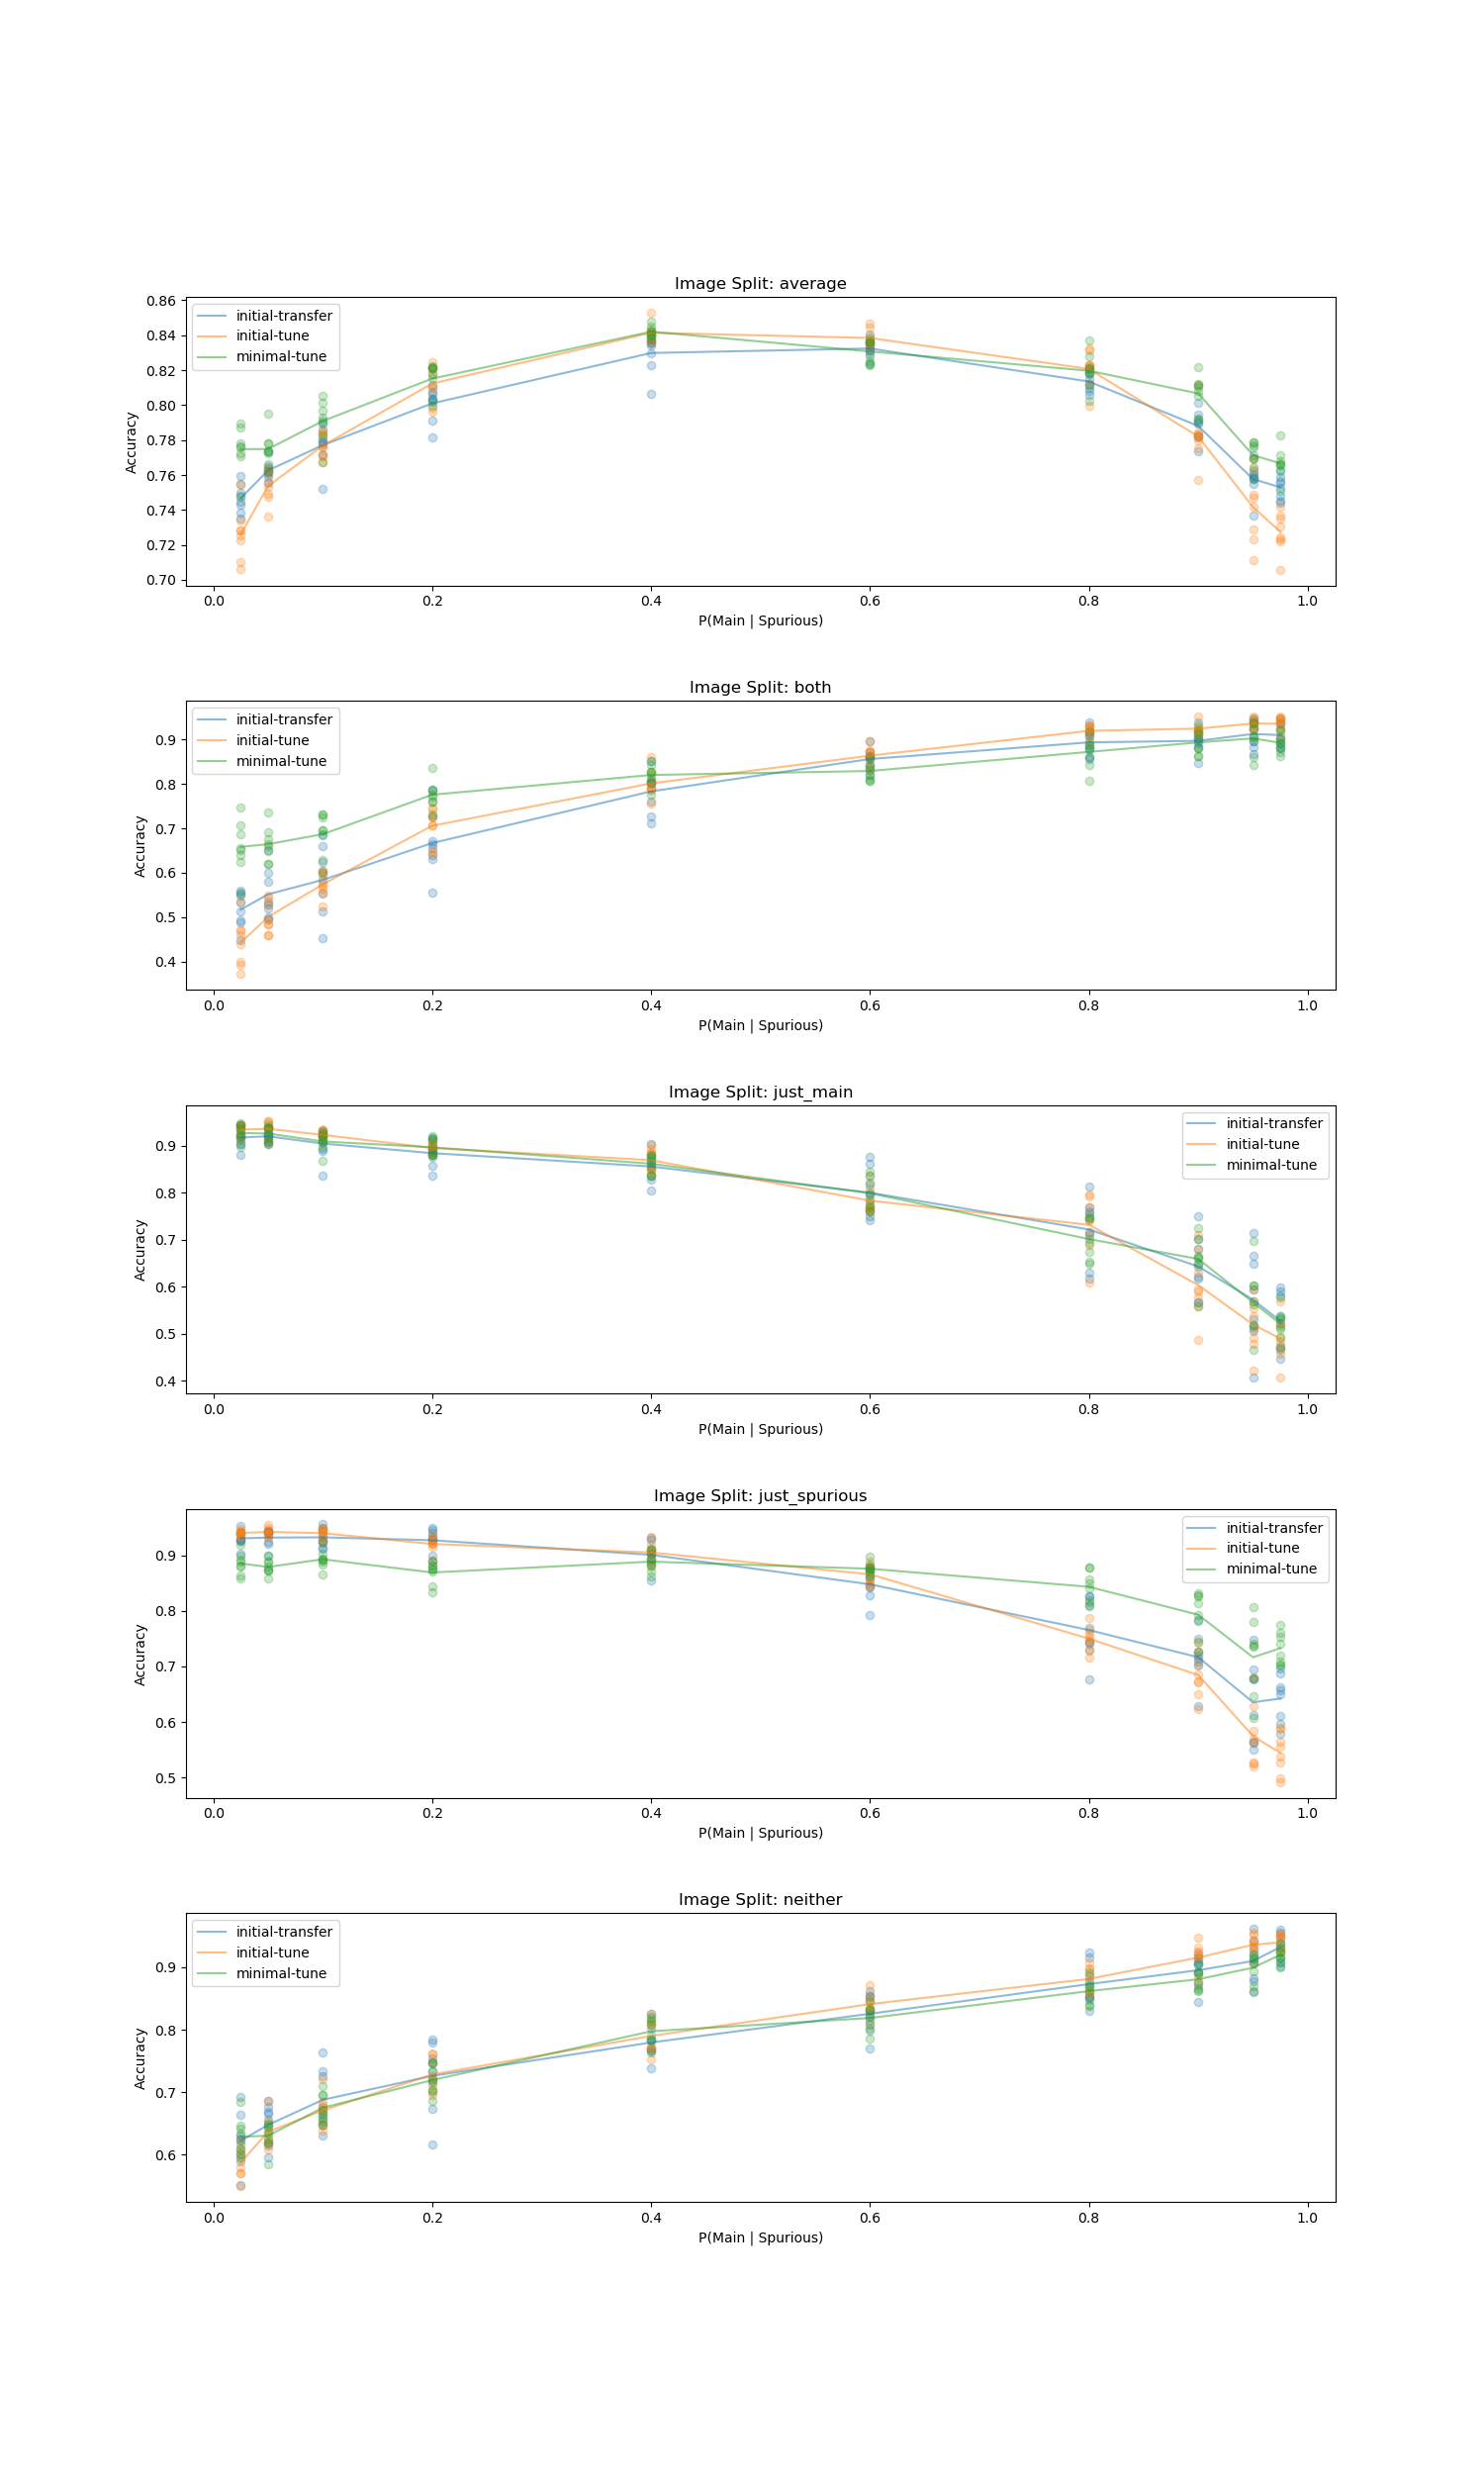 Image Split: average
0.86
0.84
0.82
0.80
0.78
0.76
0.74
0.72
0.70
Accuracy
initial-transfer
initial-tune
minimal-tune
0.0 0.2 0.4 0.6 0.8 1.0
P(Main | Spurious)
Image Split: both
0.9
0.8
0.7
0.6
0.5
0.4
Accuracy
initial-transfer
initial-tune
minimal-tune
0.0 0.2 0.4 0.6 0.8 1.0
P(Main | Spurious)
Image Split: just_main
0.9
0.8
0.7
0.6
0.5
0.4
Accuracy
initial-transfer
initial-tune
minimal-tune
0.0 0.2 0.4 0.6 0.8 1.0
P(Main | Spurious)
Image Split: just_spurious
0.9
0.8
0.7
0.6
0.5
Accuracy
initial-transfer
initial-tune
minimal-tune
0.0 0.2 0.4 0.6 0.8 1.0
P(Main | Spurious)
Image Split: neither
0.9
0.8
0.7
0.6
Accuracy
initial-transfer
initial-tune
minimal-tune
0.0 0.2 0.4 0.6 0.8 1.0
P(Main | Spurious)